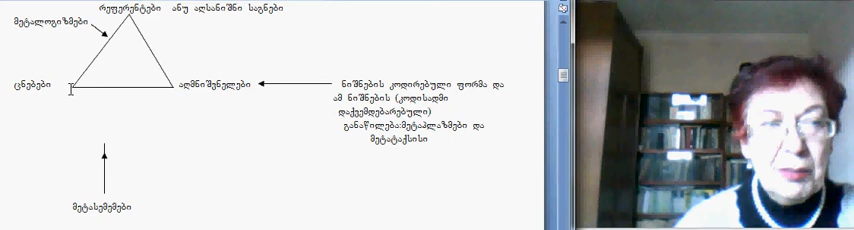 რეფერენტები ანუ აღსანიშნი საგნები
მეტალოგიზმები
ცნებები
აღმნიშვნელები
ნიშნების კოდირებული ფორმა და
ამ ნიშნების (კოდისადმი
დაქვემდებარებული)
განაწილება:მეტაპლაზმები და
მეტატაქსისი
მეტასემემები